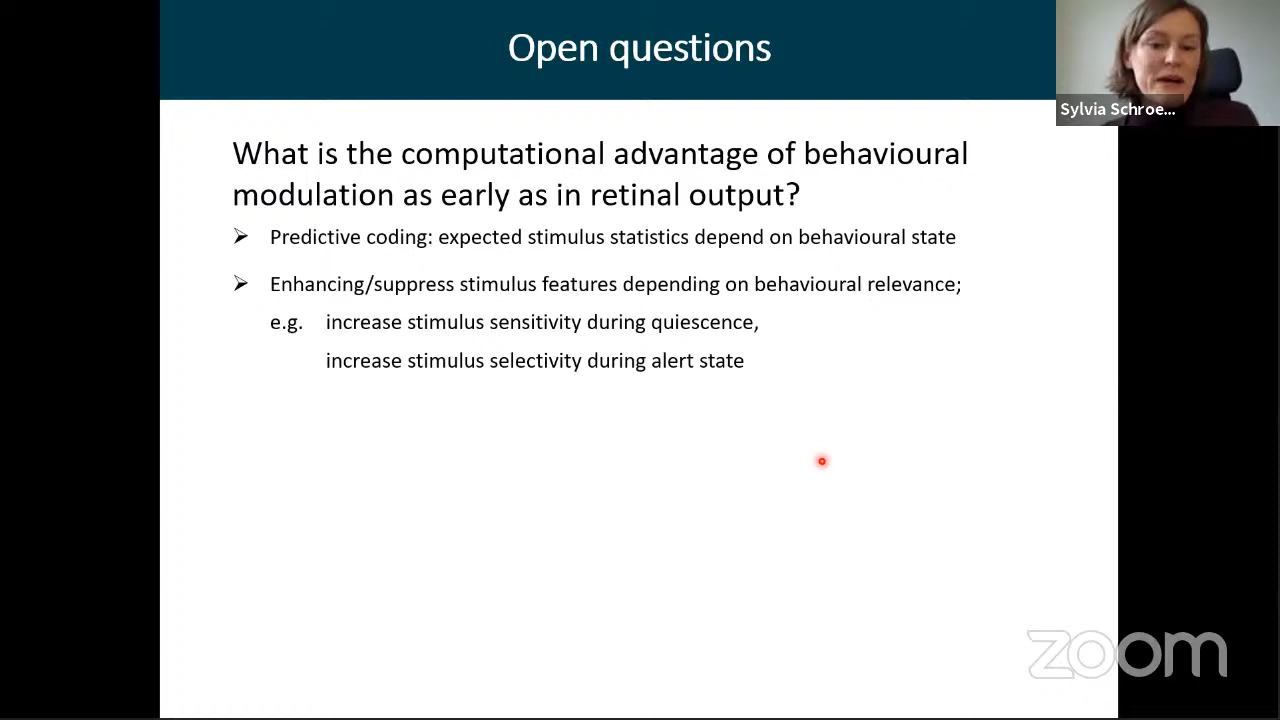 Open questions
Sylvia Schroe...
What is the computational advantage of behavioural
modulation as early as in retinal output?
➢ Predictive coding: expected stimulus statistics depend on behavioural state
➢ Enhancing/suppress stimulus features depending on behavioural relevance;
e.g. increase stimulus sensitivity during quiescence,
increase stimulus selectivity during alert state
zoom